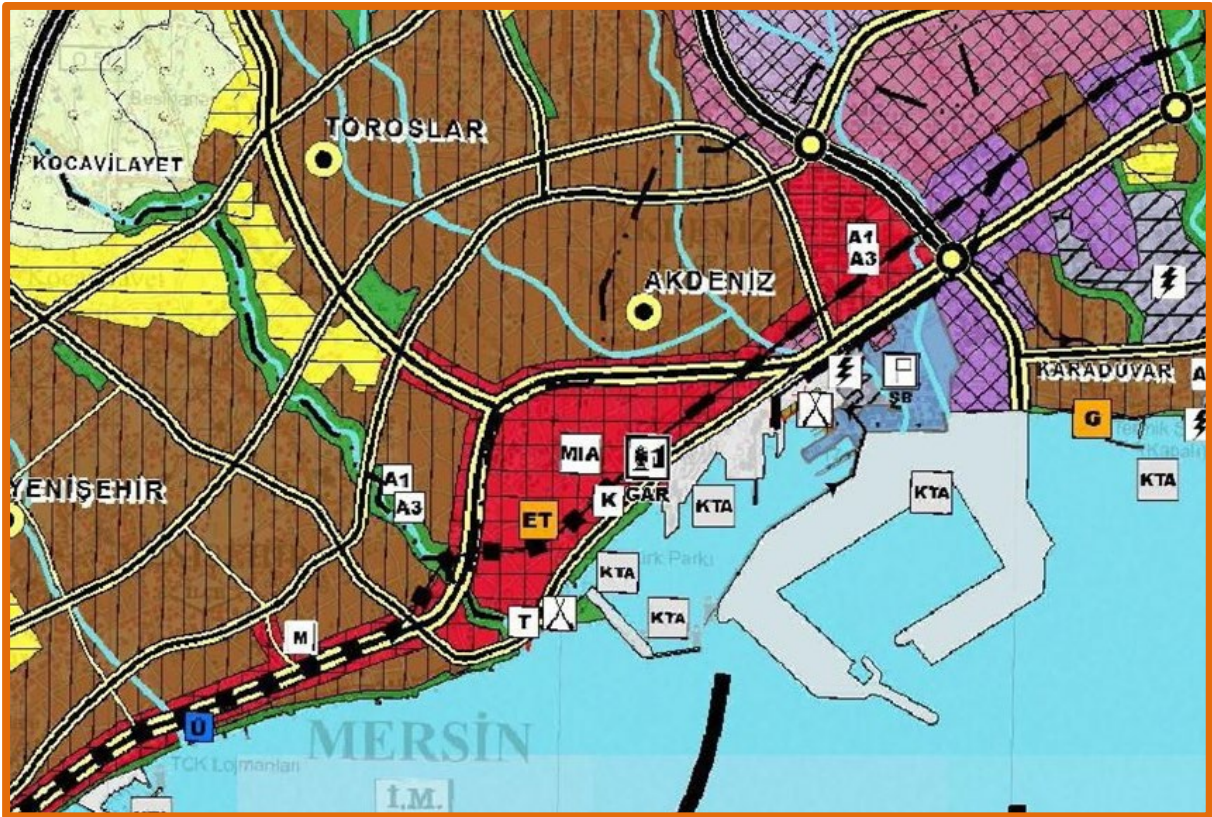 TOROSLAR
KOCAVİLAYET
A1
A3
AKDENİZ
KARADUVAR
ŞB
G
MIA
GAR
K
KTA
KTA
KTA
YENİŞEHİR
A1
A3
ET
KTA
KTA
T
M
Ü
MERSİN
TCK Lojmanları
İ.M.